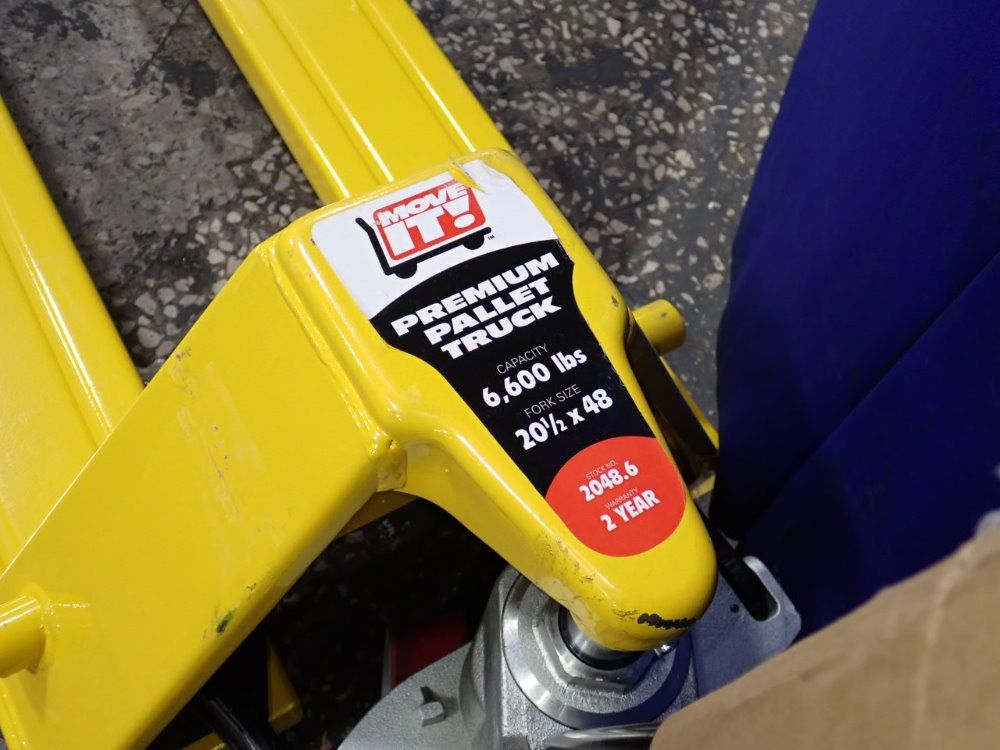 MOVE
IT!
™
PREMIUM
PALLET
TRUCK
CAPACITY
6,600 lbs
FORK SIZE
20½ x 48
STOCK NO.
2048.6
WARRANTY
2 YEAR